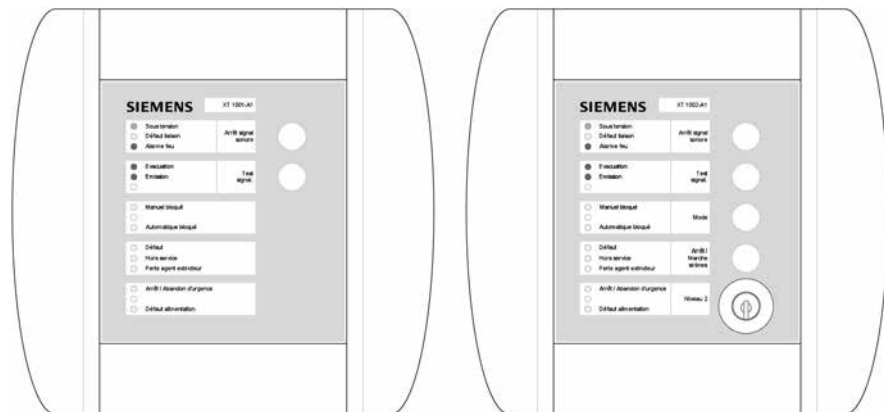 SIEMENS
XT 1001-A1
Sous tension
Défaut liaison
Alarme feu
Arrêt signal
sonore
Evacuation
Emission
Test
signal.
Manuel bloqué
Automatique bloqué
Défaut
Hors service
Perte agent extincteur
Arrêt / Abandon d'urgence
Défaut alimentation
SIEMENS
XT 1002-A1
Sous tension
Défaut liaison
Alarme feu
Arrêt signal
sonore
Evacuation
Emission
Test
signal.
Manuel bloqué
Automatique bloqué
Mode
Défaut
Hors service
Perte agent extincteur
Arrêt /
Marche
sirènes
Arrêt / Abandon d'urgence
Défaut alimentation
Niveau 2